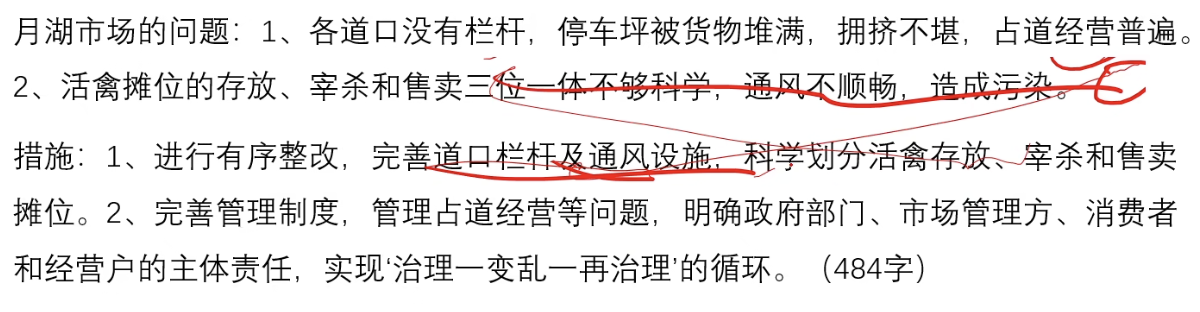 月湖市场的问题：1、各道口没有栏杆，停车坪被货物堆满，拥挤不堪，占道经营普遍。
2、活禽摊位的存放、宰杀和售卖三位一体不够科学，通风不顺畅，造成污染。
措施：1、进行有序整改，完善道口栏杆及通风设施，科学划分活禽存放、宰杀和售卖
摊位。2、完善管理制度，管理占道经营等问题，明确政府部门、市场管理方、消费者
和经营户的主体责任，实现‘治理一变乱一再治理’的循环。（484字）